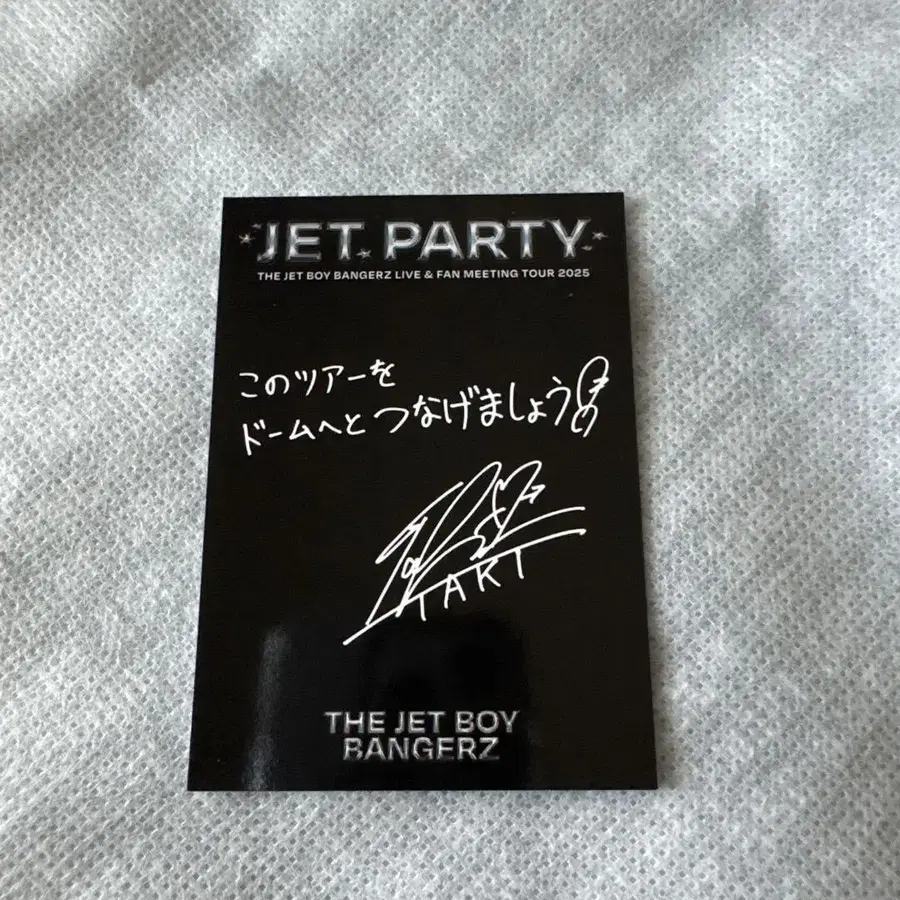 JET PARTY
THE JET BOY BANGERZ LIVE & FAN MEETING TOUR 2025
このツアーを
ドームへと つなげましょう
TAKI
THE JET BOY
BANGERZ